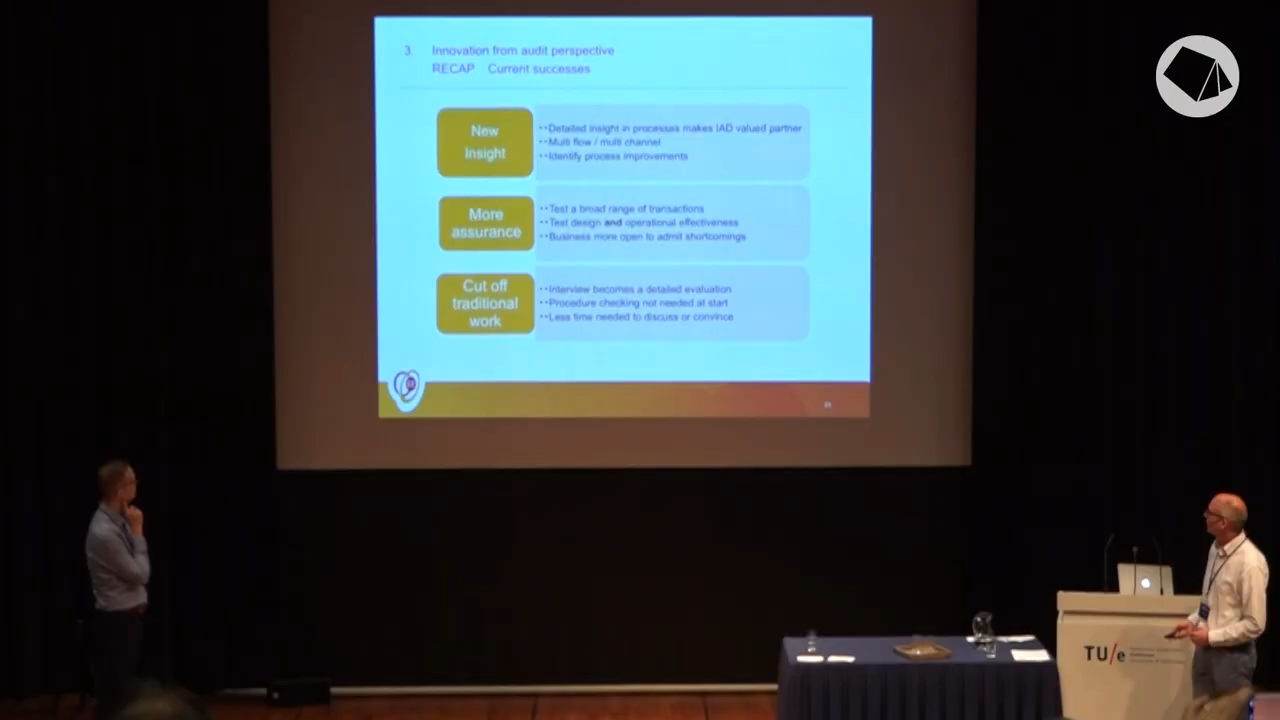 3. Innovation from audit perspective
RECAP Current successes
New
Insight
Detailed insight in processes makes IAD valued partner
Multi flow / multi channel
Identify process improvements
More
assurance
Test a broad range of transactions
Test design and operational effectiveness
Business more open to admit shortcomings
Cut off
traditional
work
Interview becomes a detailed evaluation
Procedure checking not needed at start
Less time needed to discuss or convince
TU/e